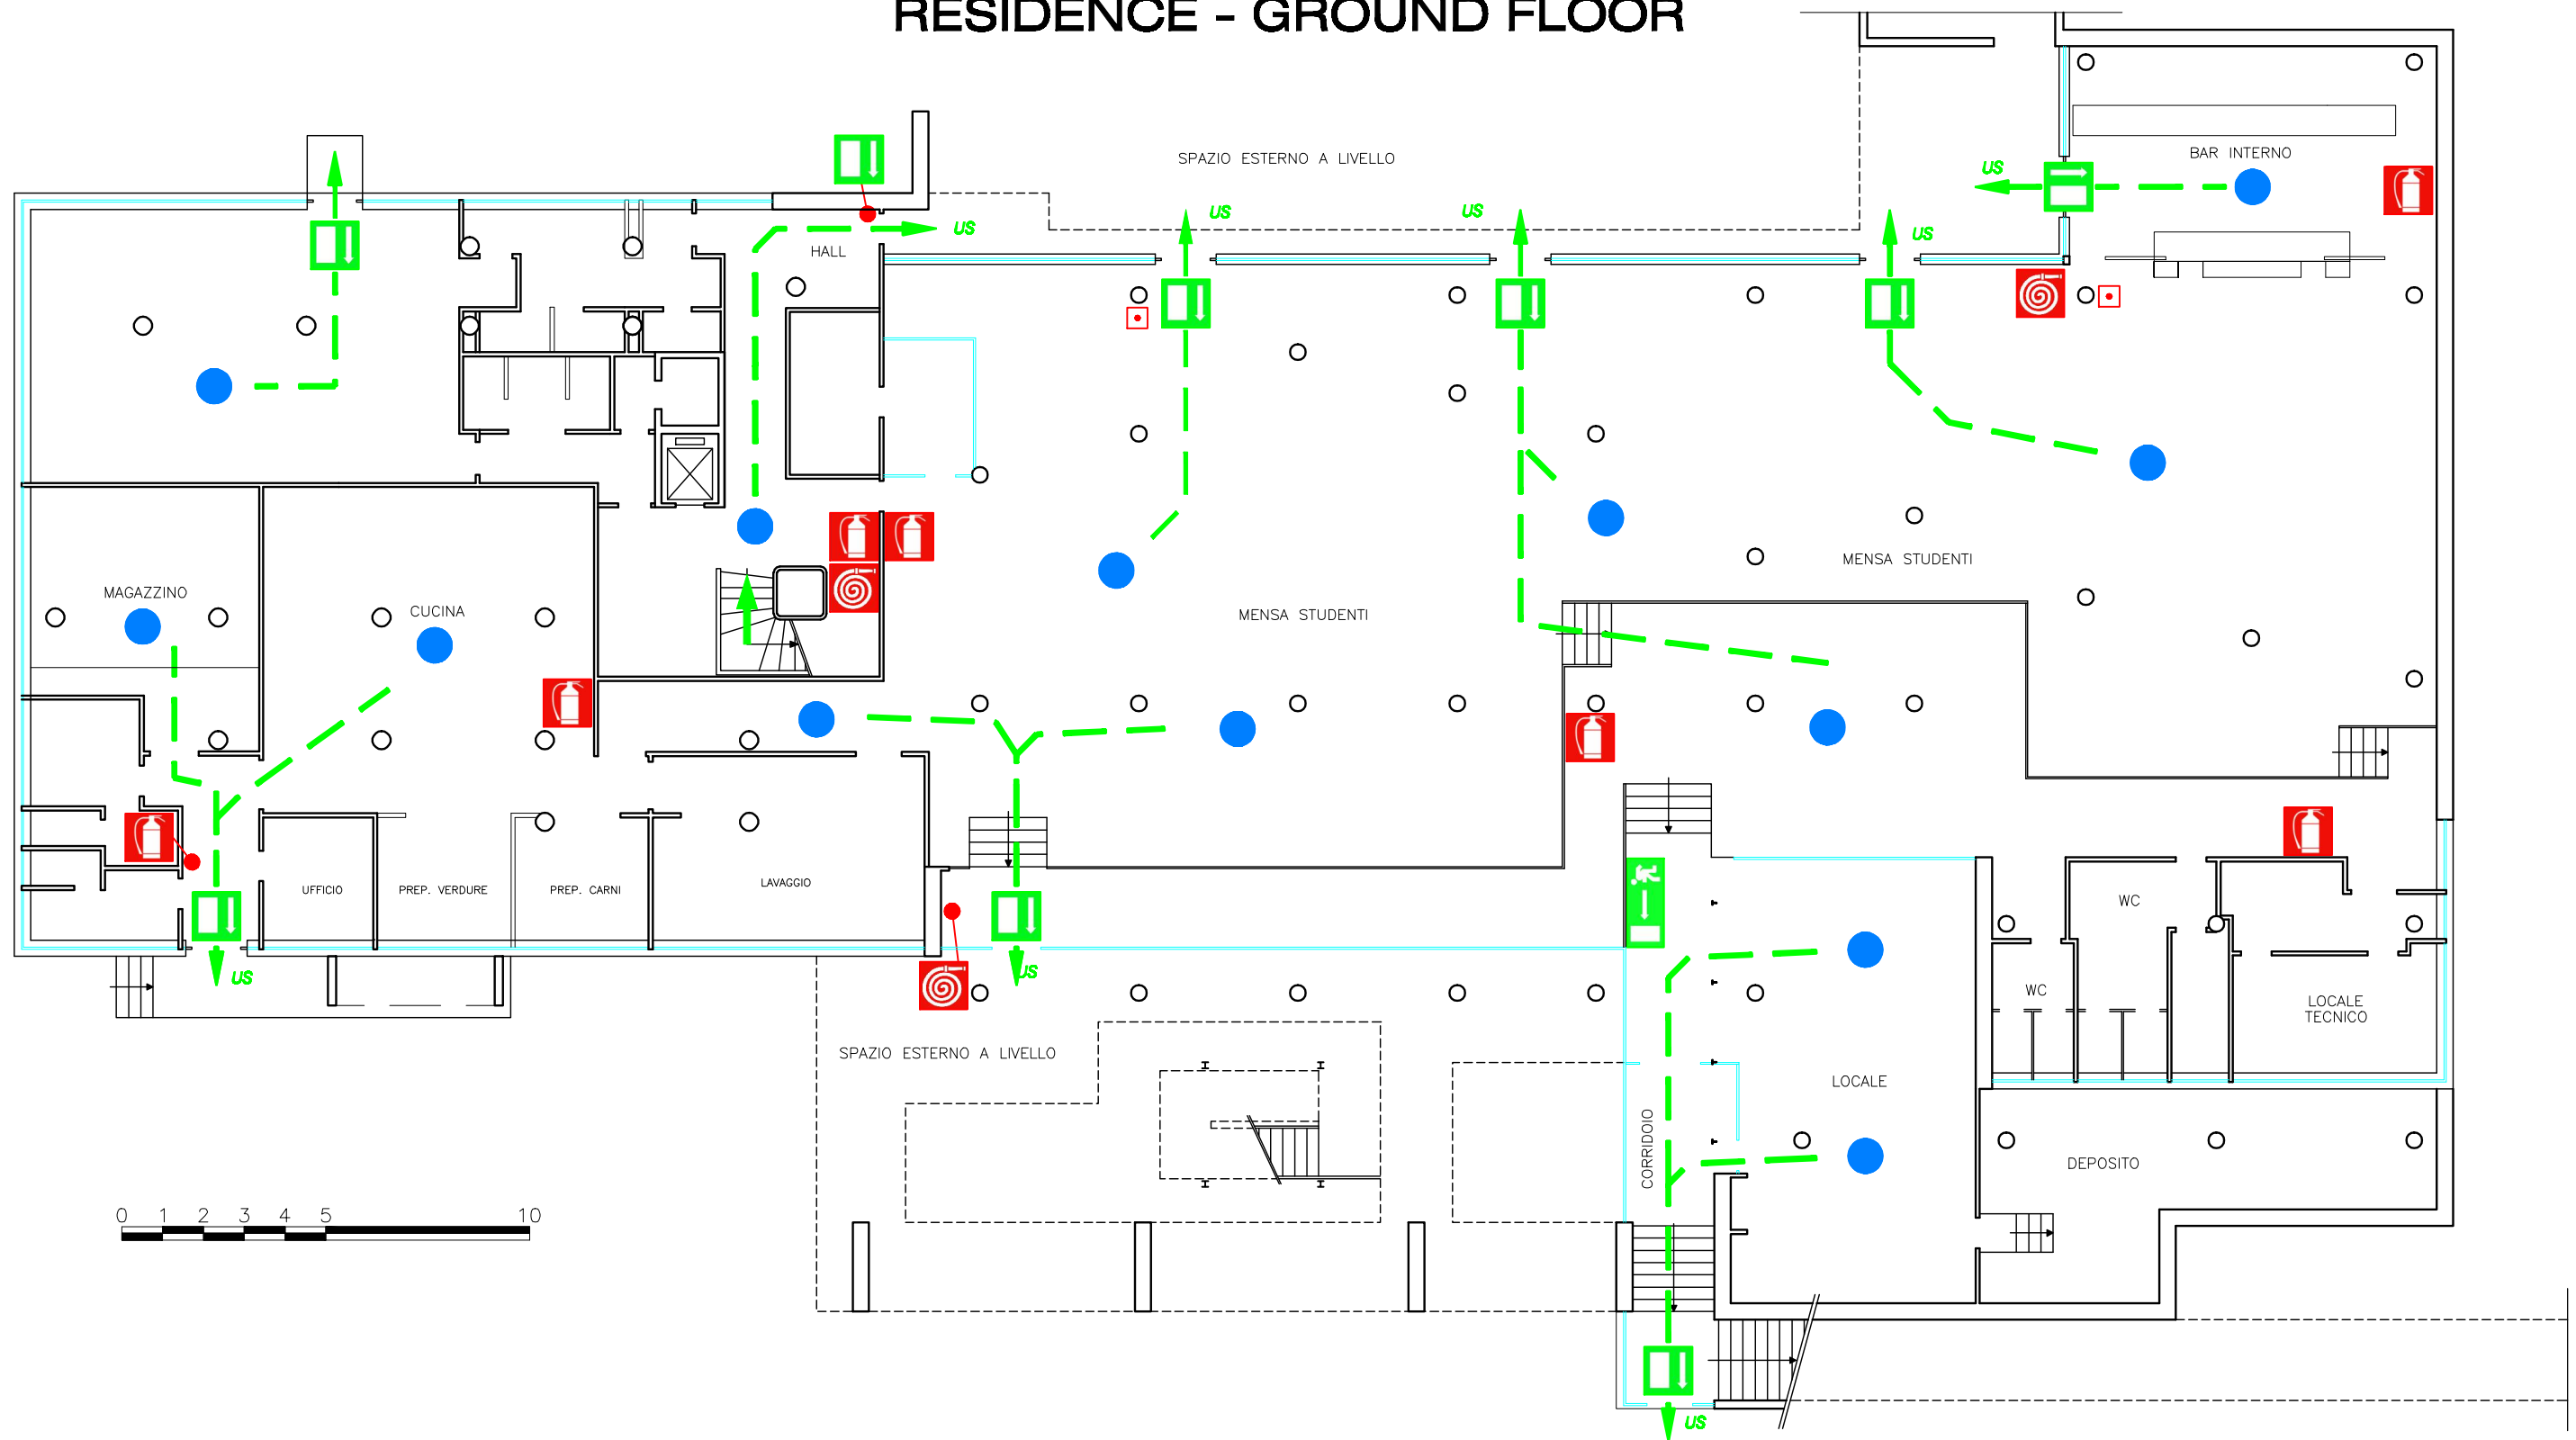 RESIDENCE - GROUND FLOOR
SPAZIO ESTERNO A LIVELLO
BAR INTERNO
US
US
US
US
US
HALL
MENSA STUDENTI
MAGAZZINO
CUCINA
MENSA STUDENTI
UFFICIO
PREP. VERDURE
PREP. CARNI
LAVAGGIO
WC
US
US
WC
LOCALE
TECNICO
SPAZIO ESTERNO A LIVELLO
LOCALE
CORRIDOIO
DEPOSITO
0 1 2 3 4 5 10
US